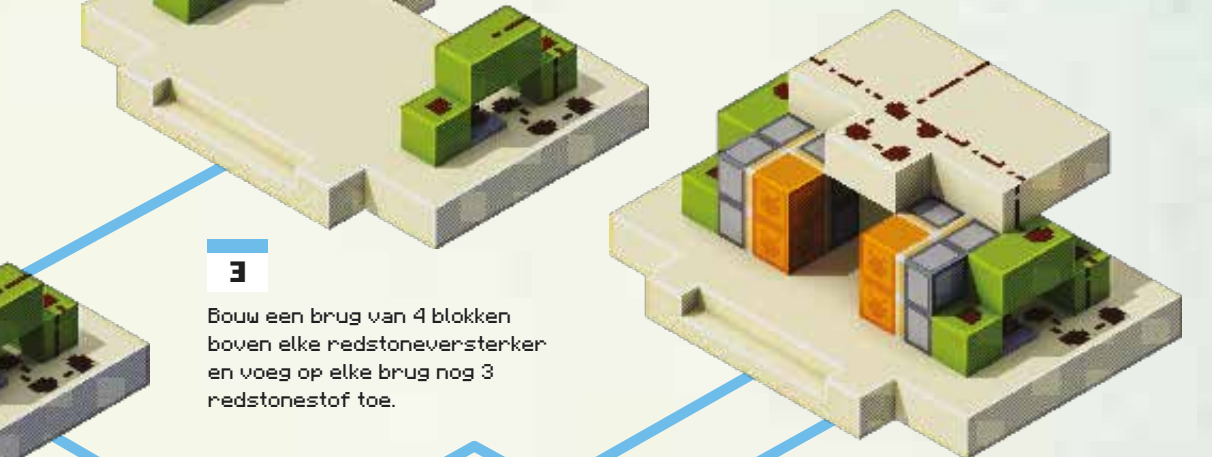 3
Bouw een brug van 4 blokken
boven elke redstoneversterker
en voeg op elke brug nog 3
redstonestof toe.